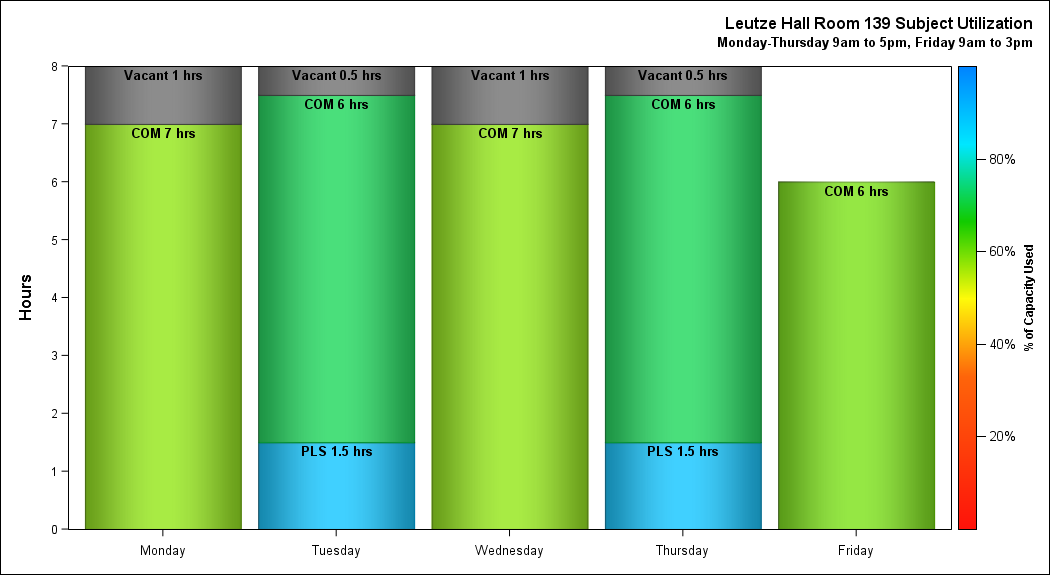 Leutze Hall Room 139 Subject Utilization
Monday-Thursday 9am to 5pm, Friday 9am to 3pm
Hours
8
7
6
5
4
3
2
1
0
Vacant 1 hrs
COM 7 hrs
Vacant 0.5 hrs
COM 6 hrs
PLS 1.5 hrs
Vacant 1 hrs
COM 7 hrs
Vacant 0.5 hrs
COM 6 hrs
PLS 1.5 hrs
COM 6 hrs
Monday
Tuesday
Wednesday
Thursday
Friday
80%
60%
40%
20%
% of Capacity Used